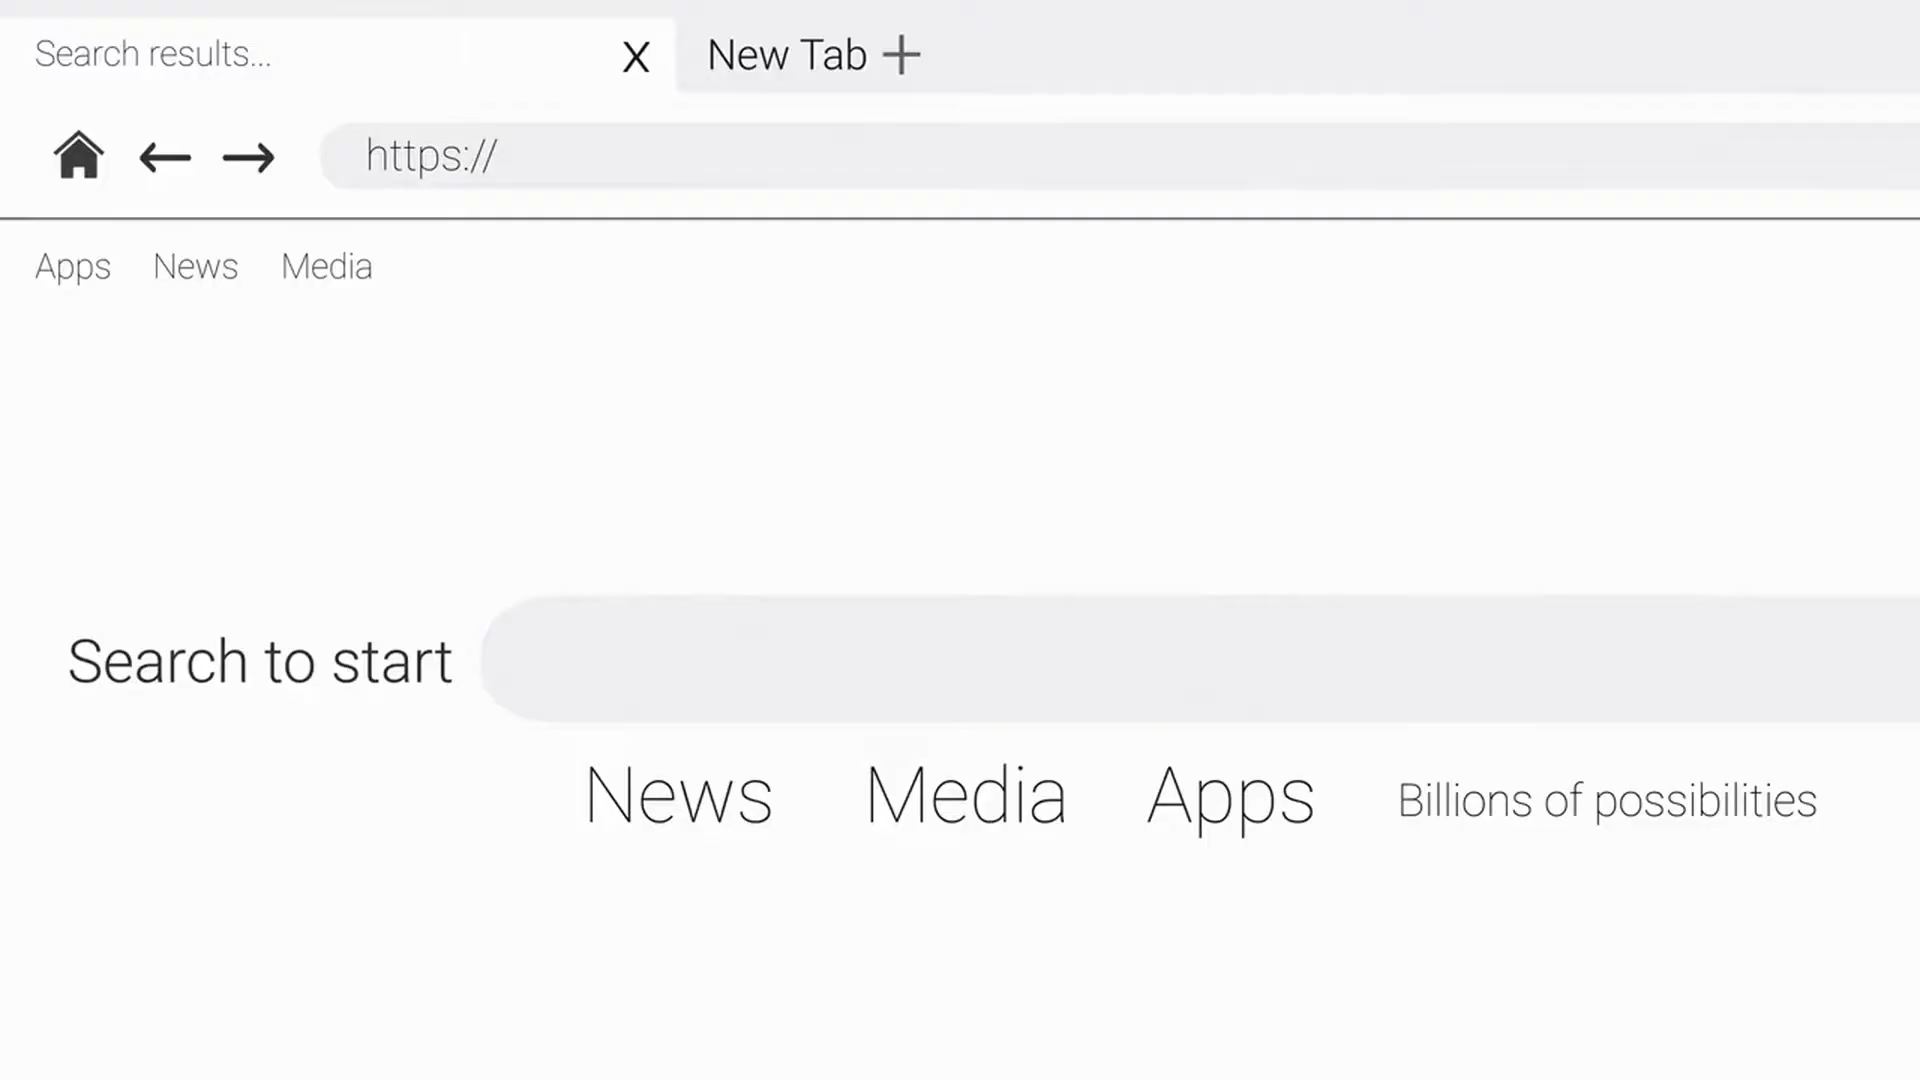 Search results... X New Tab +
https://
Apps News Media
Search to start
News Media Apps Billions of possibilities